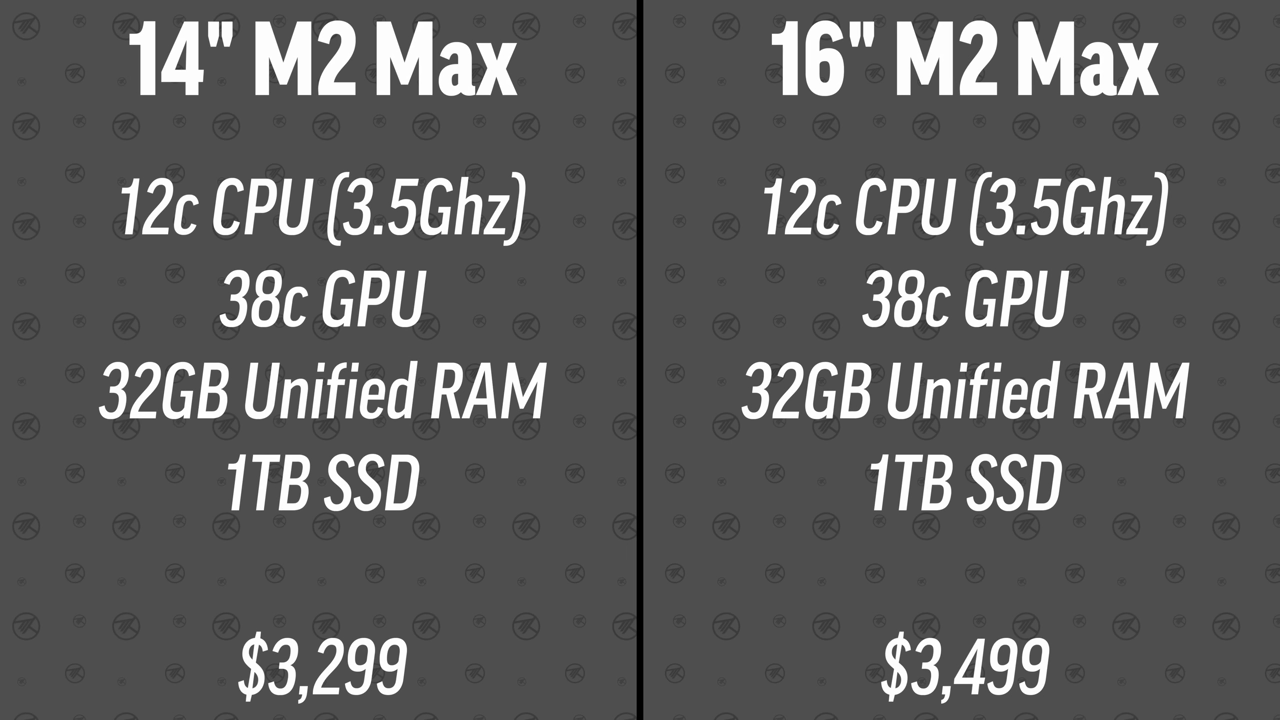 14" M2 Max
12c CPU (3.5Ghz)
38c GPU
32GB Unified RAM
1TB SSD
$3,299
16" M2 Max
12c CPU (3.5Ghz)
38c GPU
32GB Unified RAM
1TB SSD
$3,499